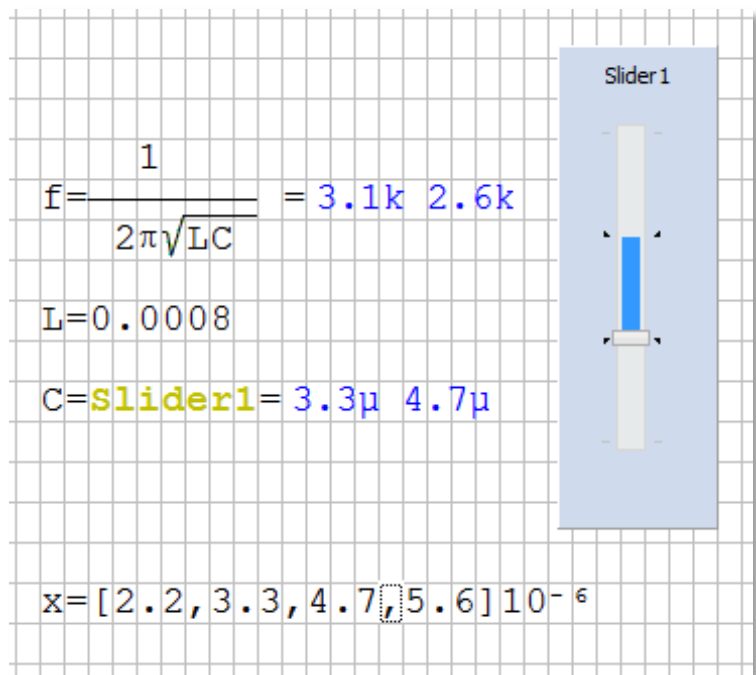 Slider1
f=1/(2π√LC) = 3.1k 2.6k
L=0.0008
C=Slider1= 3.3μ 4.7μ
x=[2.2,3.3,4.7,5.6]10⁻⁶